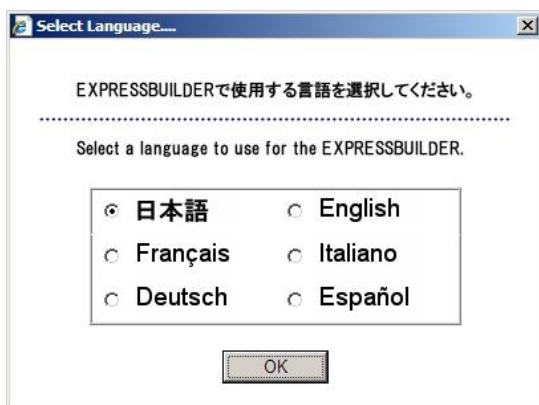 Select Language....
EXPRESSBUILDERで使用する言語を選択してください。
Select a language to use for the EXPRESSBUILDER.
日本語 English
Français Italiano
Deutsch Español
OK